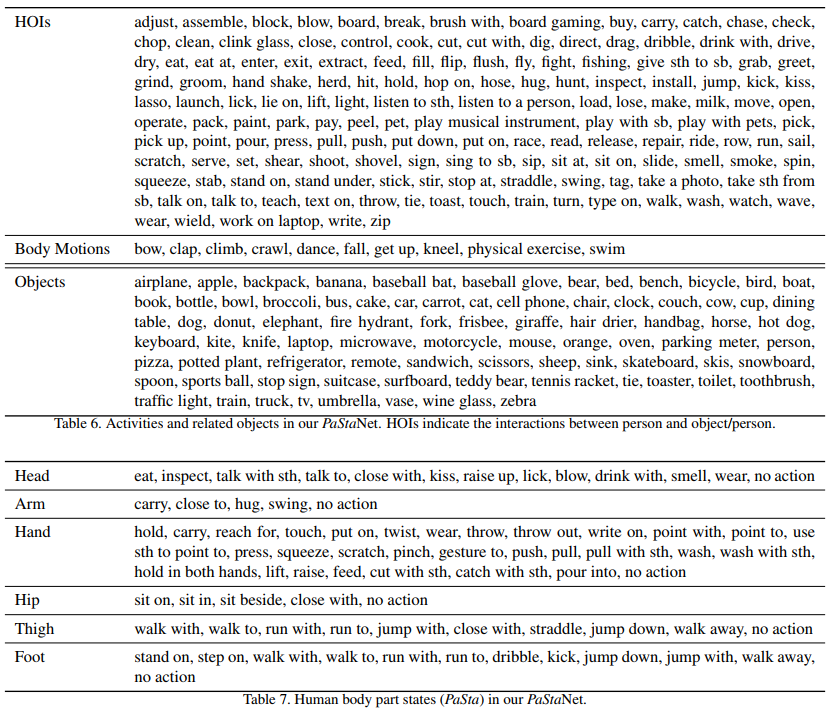 HOIs adjust, assemble, block, blow, board, break, brush with, board gaming, buy, carry, catch, chase, check,
chop, clean, clink glass, close, control, cook, cut, cut with, dig, direct, drag, dribble, drink with, drive,
dry, eat, eat at, enter, exit, extract, feed, fill, flip, flush, fly, fight, fishing, give sth to sb, grab, greet,
grind, groom, hand shake, herd, hit, hold, hop on, hose, hug, hunt, inspect, install, jump, kick, kiss,
lasso, launch, lick, lie on, lift, light, listen to sth, listen to a person, load, lose, make, milk, move, open,
operate, pack, paint, park, pay, peel, pet, play musical instrument, play with sb, play with pets, pick,
pick up, point, pour, press, pull, push, put down, put on, race, read, release, repair, ride, row, run, sail,
scratch, serve, set, shear, shoot, shovel, sign, sing to sb, sip, sit at, sit on, slide, smell, smoke, spin,
squeeze, stab, stand on, stand under, stick, stir, stop at, straddle, swing, tag, take a photo, take sth from
sb, talk on, talk to, teach, text on, throw, tie, toast, touch, train, turn, type on, walk, wash, watch, wave,
wear, wield, work on laptop, write, zip
Body Motions bow, clap, climb, crawl, dance, fall, get up, kneel, physical exercise, swim
Objects airplane, apple, backpack, banana, baseball bat, baseball glove, bear, bed, bench, bicycle, bird, boat,
book, bottle, bowl, broccoli, bus, cake, car, carrot, cat, cell phone, chair, clock, couch, cow, cup, dining
table, dog, donut, elephant, fire hydrant, fork, frisbee, giraffe, hair drier, handbag, horse, hot dog,
keyboard, kite, knife, laptop, microwave, motorcycle, mouse, orange, oven, parking meter, person,
pizza, potted plant, refrigerator, remote, sandwich, scissors, sheep, sink, skateboard, skis, snowboard,
spoon, sports ball, stop sign, suitcase, surfboard, teddy bear, tennis racket, tie, toaster, toilet, toothbrush,
traffic light, train, truck, tv, umbrella, vase, wine glass, zebra
Table 6. Activities and related objects in our PaStaNet. HOIs indicate the interactions between person and object/person.
Head eat, inspect, talk with sth, talk to, close with, kiss, raise up, lick, blow, drink with, smell, wear, no action
Arm carry, close to, hug, swing, no action
Hand hold, carry, reach for, touch, put on, twist, wear, throw, throw out, write on, point with, point to, use
sth to point to, press, squeeze, scratch, pinch, gesture to, push, pull, pull with sth, wash, wash with sth,
hold in both hands, lift, raise, feed, cut with sth, catch with sth, pour into, no action
Hip sit on, sit in, sit beside, close with, no action
Thigh walk with, walk to, run with, run to, jump with, close with, straddle, jump down, walk away, no action
Foot stand on, step on, walk with, walk to, run with, run to, dribble, kick, jump down, jump with, walk away,
no action
Table 7. Human body part states (PaSta) in our PaStaNet.